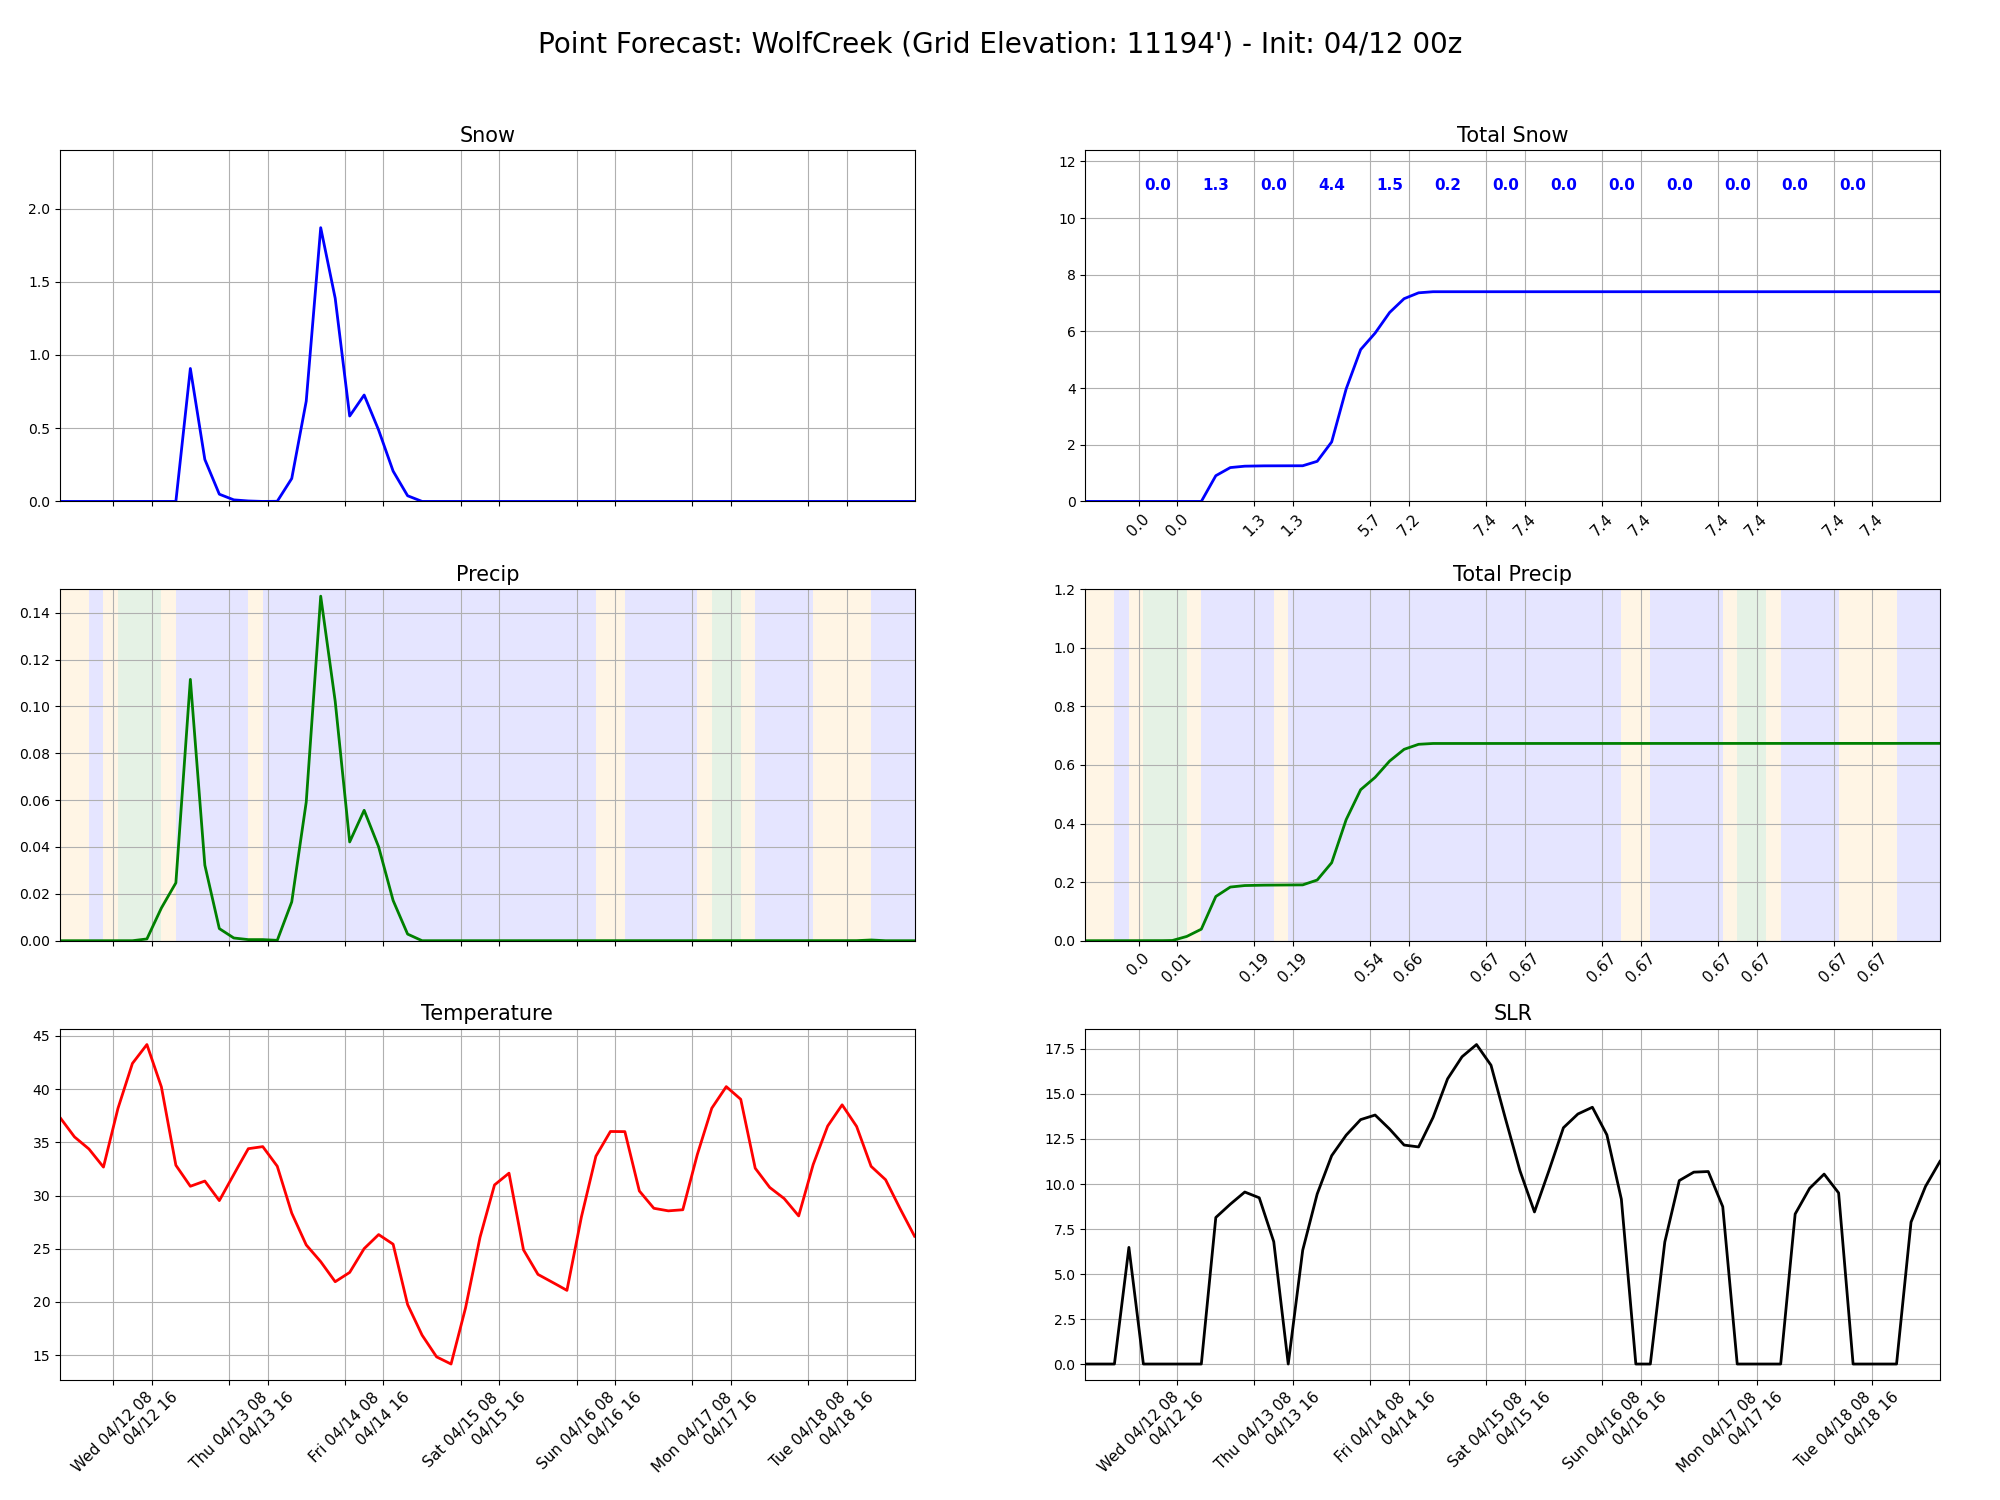 Point Forecast: WolfCreek (Grid Elevation: 11194') - Init: 04/12 00z
Snow
2.0
1.5
1.0
0.5
0.0
Total Snow
12
10
8
6
4
2
0
0.0 1.3 0.0 4.4 1.5 0.2 0.0 0.0 0.0 0.0 0.0 0.0 0.0
0.0 0.0 1.3 1.3 5.7 7.2 7.4 7.4 7.4 7.4 7.4 7.4 7.4 7.4
Precip
0.14
0.12
0.10
0.08
0.06
0.04
0.02
0.00
Total Precip
1.2
1.0
0.8
0.6
0.4
0.2
0.0
0.0 0.01 0.19 0.19 0.54 0.66 0.67 0.67 0.67 0.67 0.67 0.67 0.67 0.67
Temperature
45
40
35
30
25
20
15
Wed 04/12 08
04/12 16
Thu 04/13 08
04/13 16
Fri 04/14 08
04/14 16
Sat 04/15 08
04/15 16
Sun 04/16 08
04/16 16
Mon 04/17 08
04/17 16
Tue 04/18 08
04/18 16
SLR
17.5
15.0
12.5
10.0
7.5
5.0
2.5
0.0
Wed 04/12 08
04/12 16
Thu 04/13 08
04/13 16
Fri 04/14 08
04/14 16
Sat 04/15 08
04/15 16
Sun 04/16 08
04/16 16
Mon 04/17 08
04/17 16
Tue 04/18 08
04/18 16